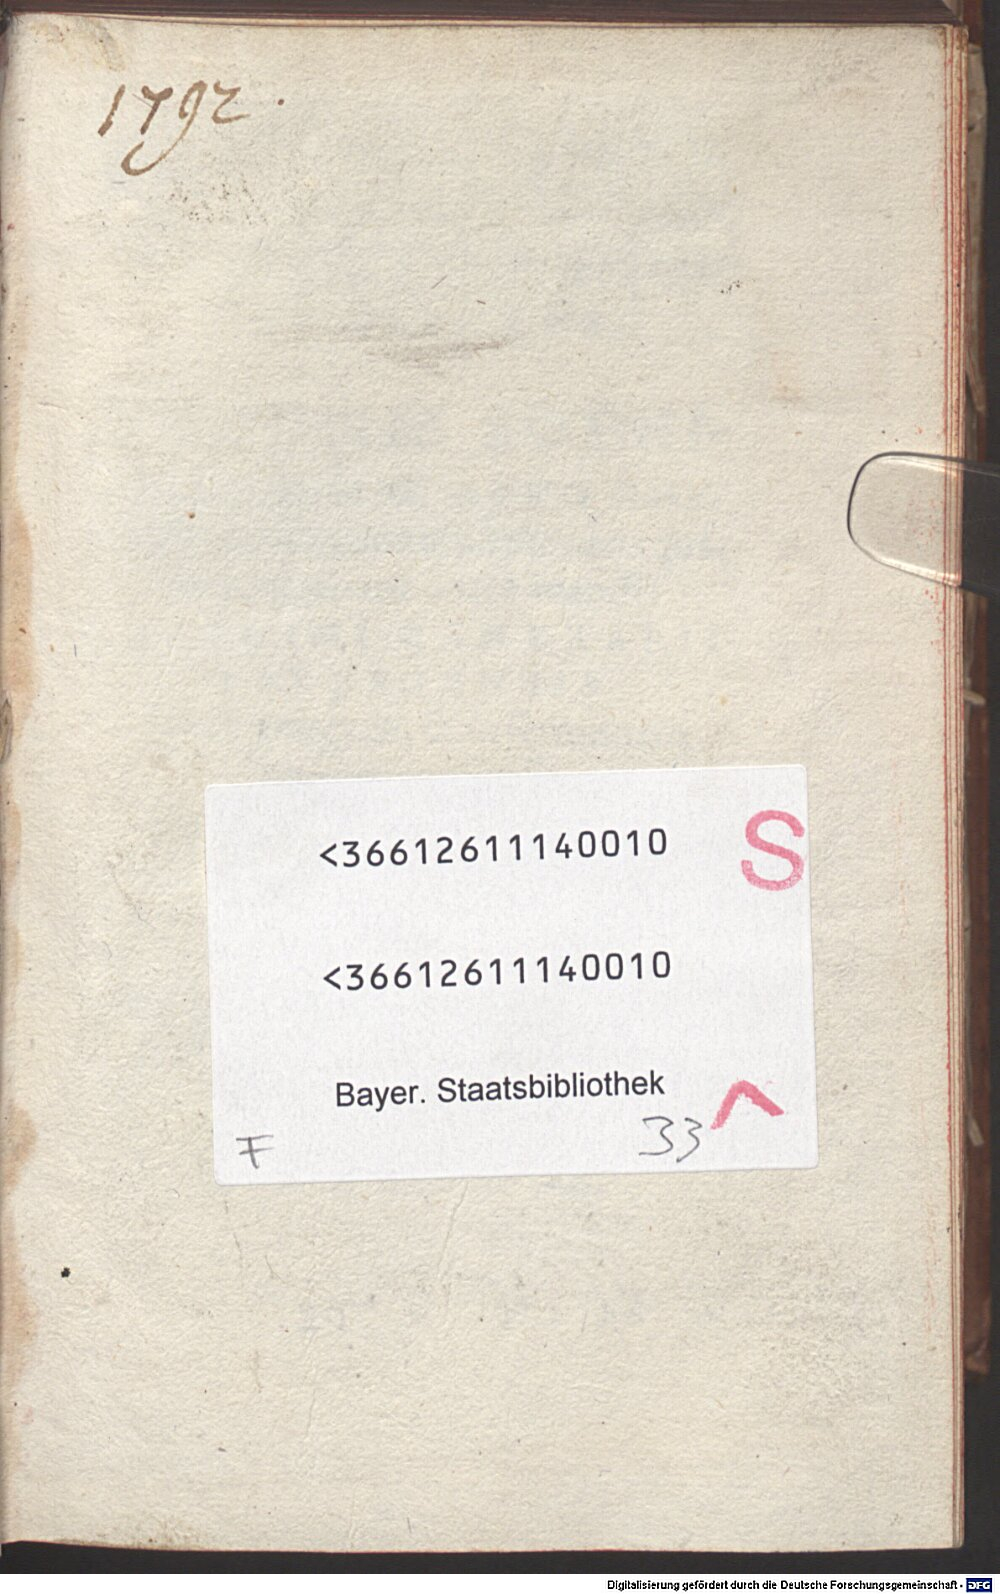 1792.
<36612611140010
S
<36612611140010
Bayer. Staatsbibliothek
F
33
Digitalisierung gefördert durch die Deutsche Forschungsgemeinschaft - DFG